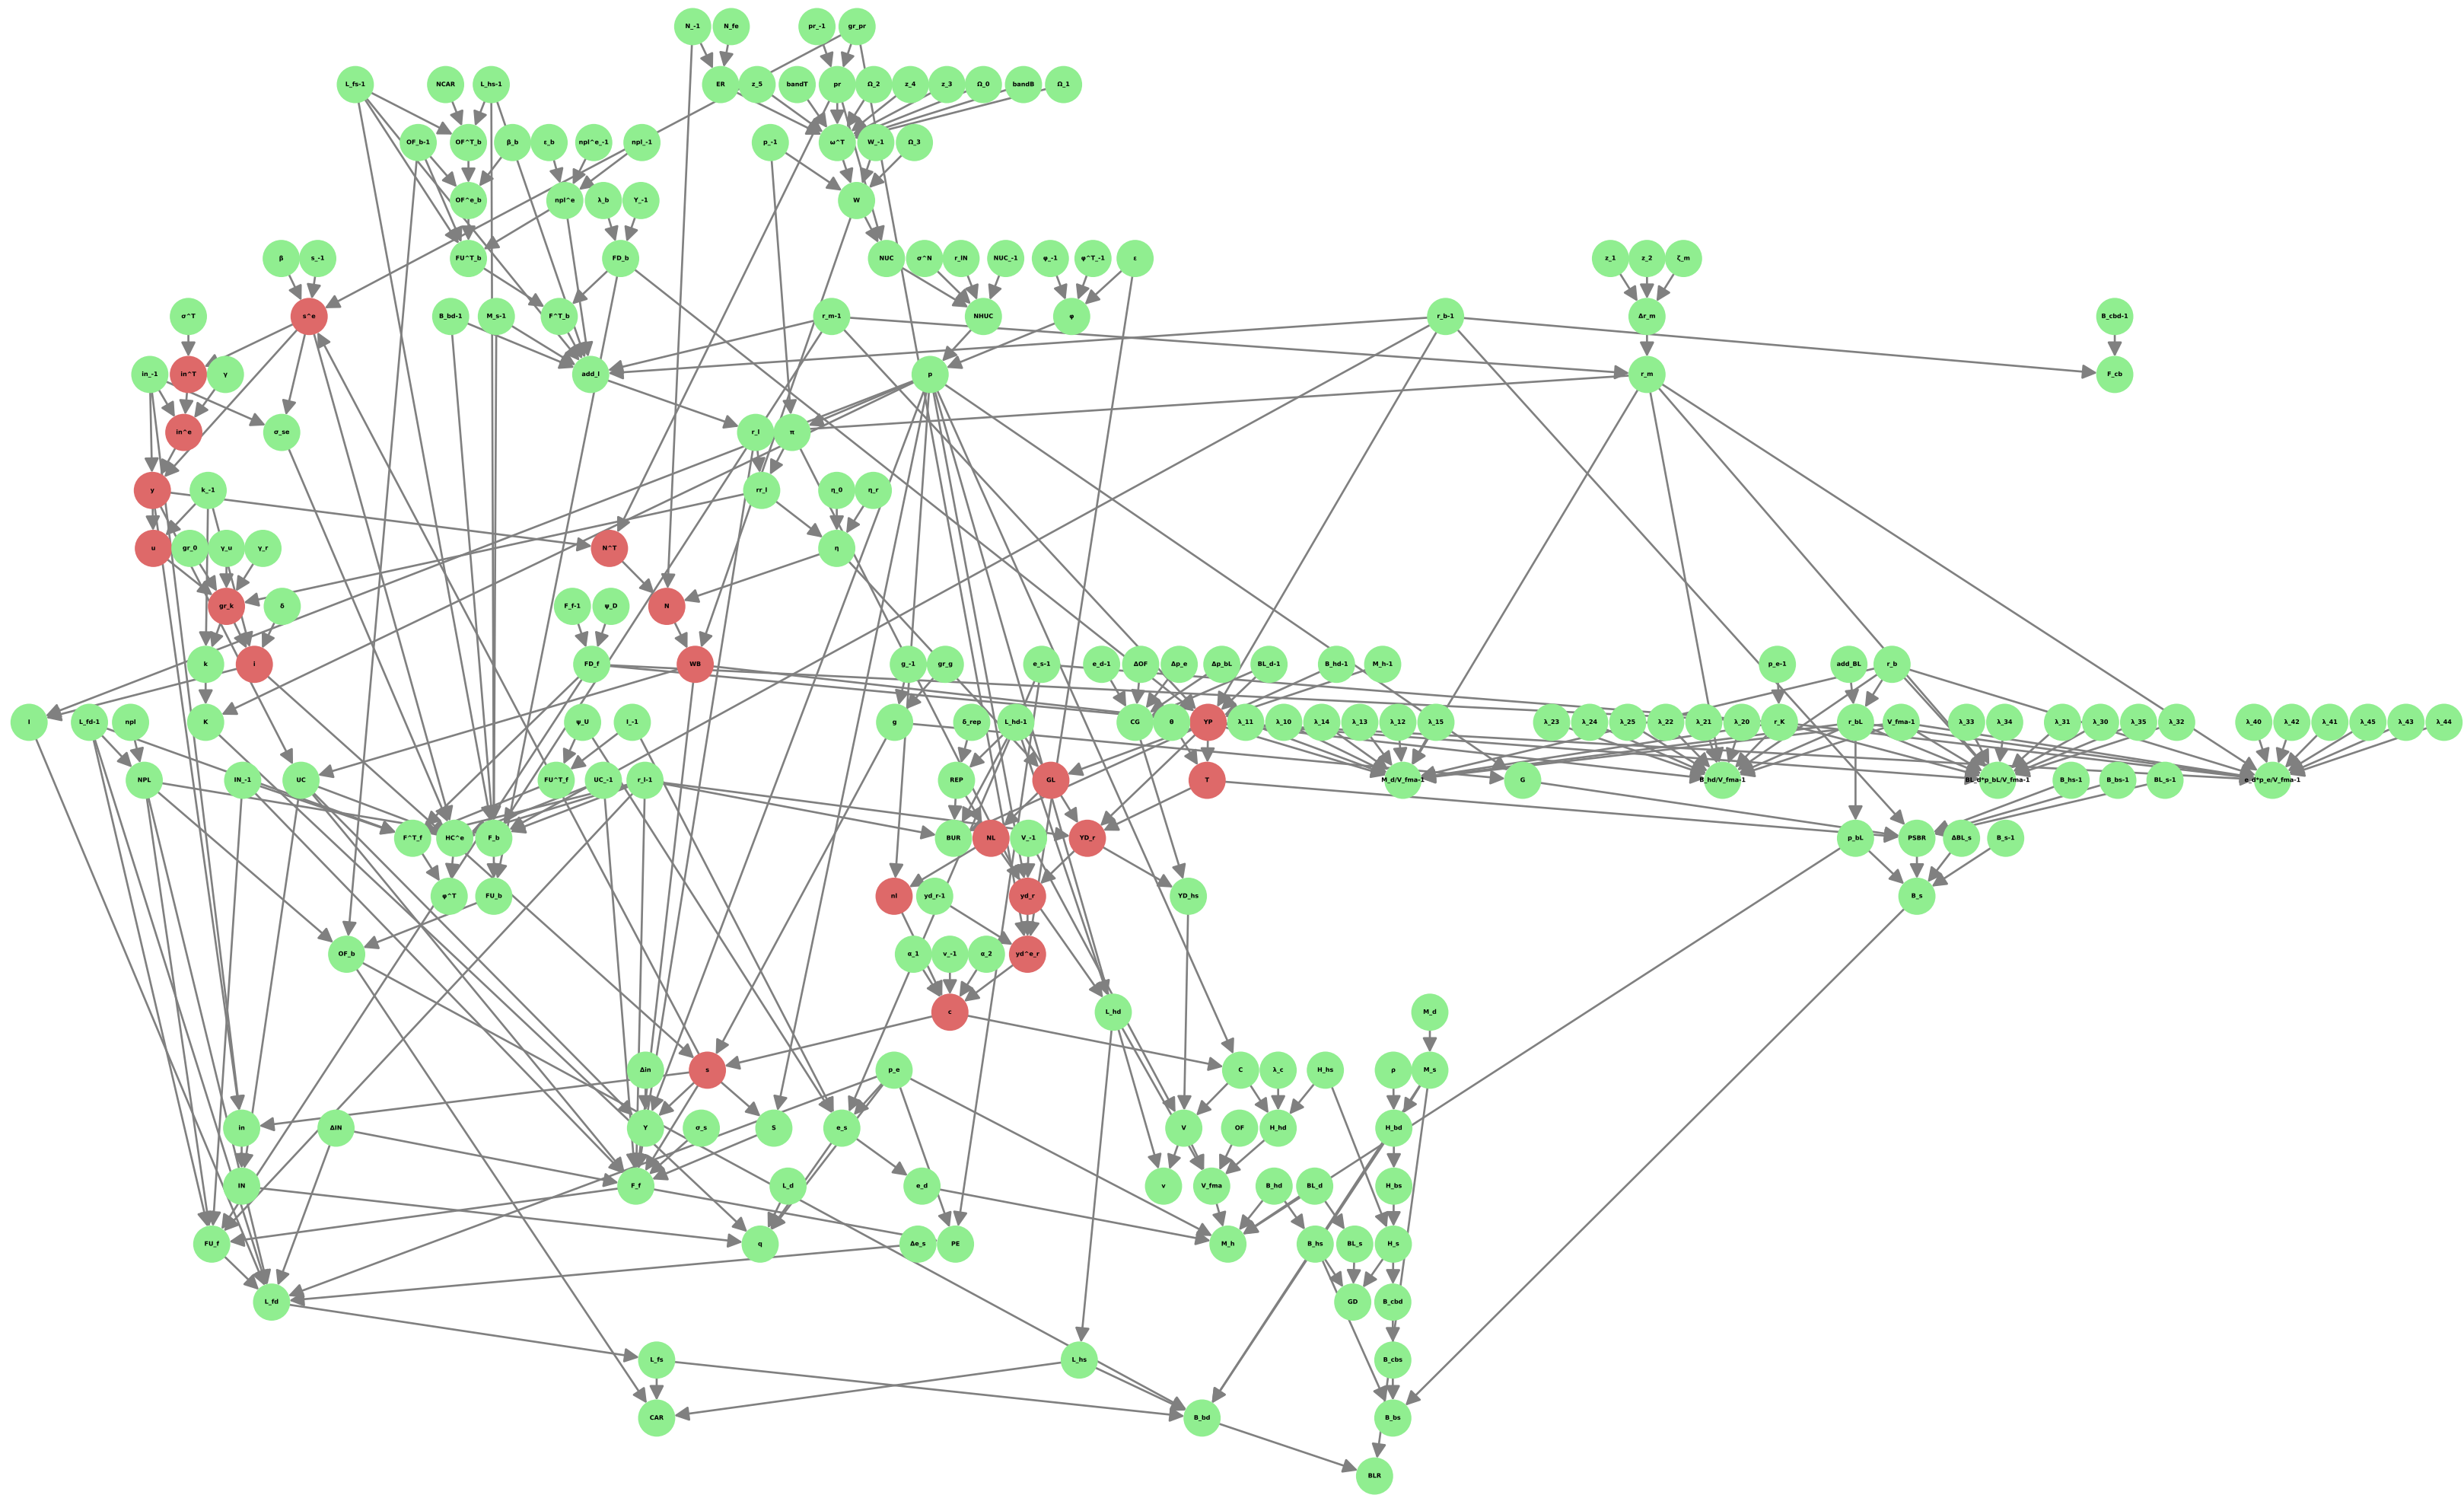 N_-1 N_fe pr_-1 gr_pr
L_fs-1 NCAR L_hs-1 ER z_5 bandT pr Ω_2 z_4 z_3 Ω_0 bandB Ω_1
OF_b-1 OF^T_b β_b ε_b npl^e_-1 npl_-1 p_-1 ω^T W_-1 Ω_3
OF^e_b npl^e λ_b Y_-1 W
β s_-1 FU^T_b FD_b NUC σ^N r_lN NUC_-1 φ_-1 φ^T_-1 ε z_1 z_2 ζ_m
σ^T s^e B_bd-1 M_s-1 F^T_b r_m-1 NHUC φ r_b-1 Δr_m B_cbd-1
in_-1 in^T γ add_l p r_m F_cb
in^e σ_se r_l π
y k_-1 rr_l η_0 η_r
u gr_0 γ_u γ_r N^T η
gr_k δ F_f-1 ψ_D N
k i FD_f WB g_-1 gr_g e_s-1 e_d-1 ΔOF Δp_e Δp_bL BL_d-1 B_hd-1 M_h-1 p_e-1 add_BL r_b
I L_fd-1 npl K ψ_U I_-1 g δ_rep L_hd-1 CG θ YP λ_11 λ_10 λ_14 λ_13 λ_12 λ_15 λ_23 λ_24 λ_25 λ_22 λ_21 λ_20 r_K r_bL V_fma-1 λ_33 λ_34 λ_31 λ_30 λ_35 λ_32 λ_40 λ_42 λ_41 λ_45 λ_43 λ_44
NPL IN_-1 UC FU^T_f UC_-1 r_l-1 REP GL T M_d/V_fma-1 G B_hd/V_fma-1 BL_d*p_bL/V_fma-1 B_hs-1 B_bs-1 BL_s-1 e_d*p_e/V_fma-1
F^T_f HC^e F_b BUR NL V_-1 YD_r p_bL PSBR ΔBL_s B_s-1
φ^T FU_b nl yd_r-1 yd_r YD_hs B_s
OF_b α_1 v_-1 α_2 yd^e_r
c L_hd M_d
Δin s p_e C λ_c H_hs ρ M_s
in ΔIN Y σ_s S e_s V OF H_hd H_bd
IN F_f L_d e_d v V_fma B_hd BL_d H_bs
FU_f q Δe_s PE M_h B_hs BL_s H_s
L_fd GD B_cbd
L_fs L_hs B_cbs
CAR B_bd B_bs
BLR